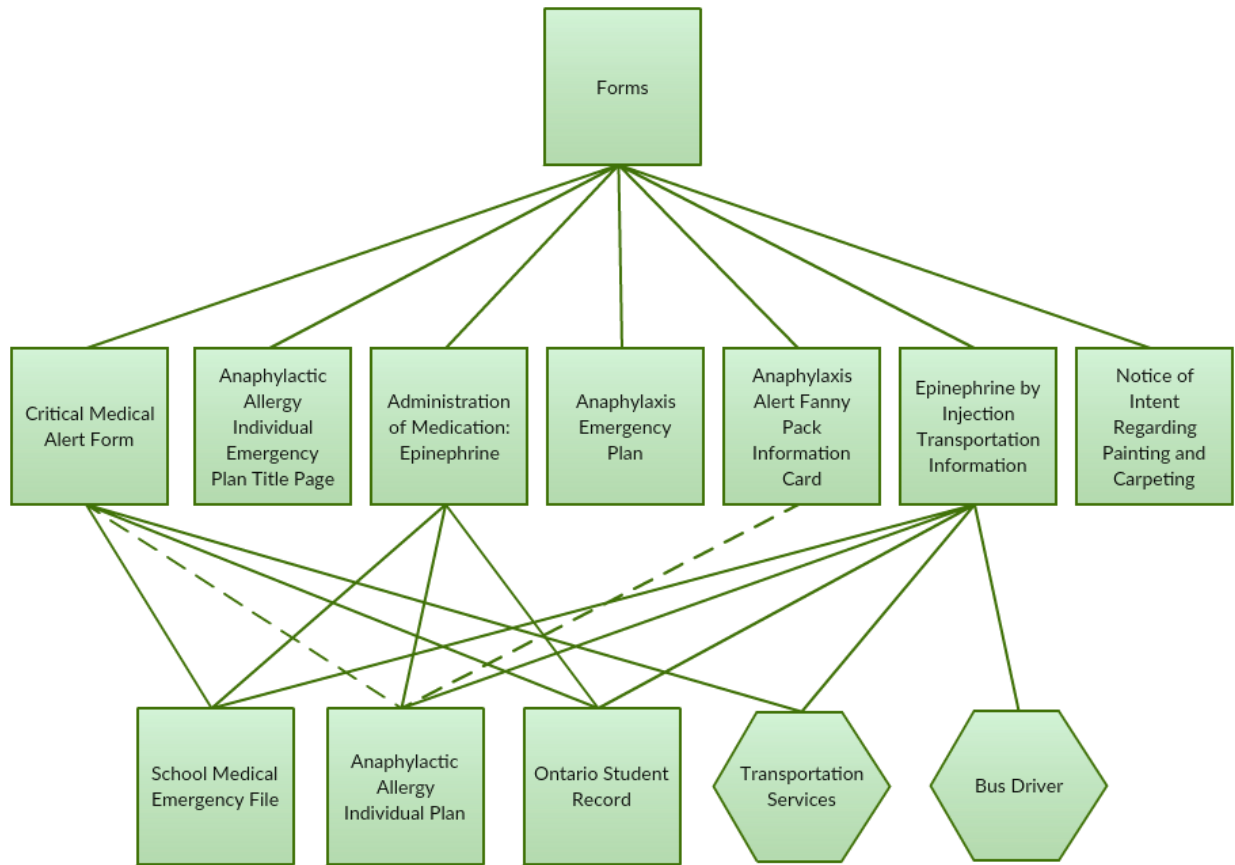 Forms
Critical Medical
Alert Form
Anaphylactic
Allergy
Individual
Emergency
Plan Title Page
Administration
of Medication:
Epinephrine
Anaphylaxis
Emergency
Plan
Anaphylaxis
Alert Fanny
Pack
Information
Card
Epinephrine by
Injection
Transportation
Information
Notice of
Intent
Regarding
Painting and
Carpeting
School Medical
Emergency File
Anaphylactic
Allergy
Individual Plan
Ontario Student
Record
Transportation
Services
Bus Driver